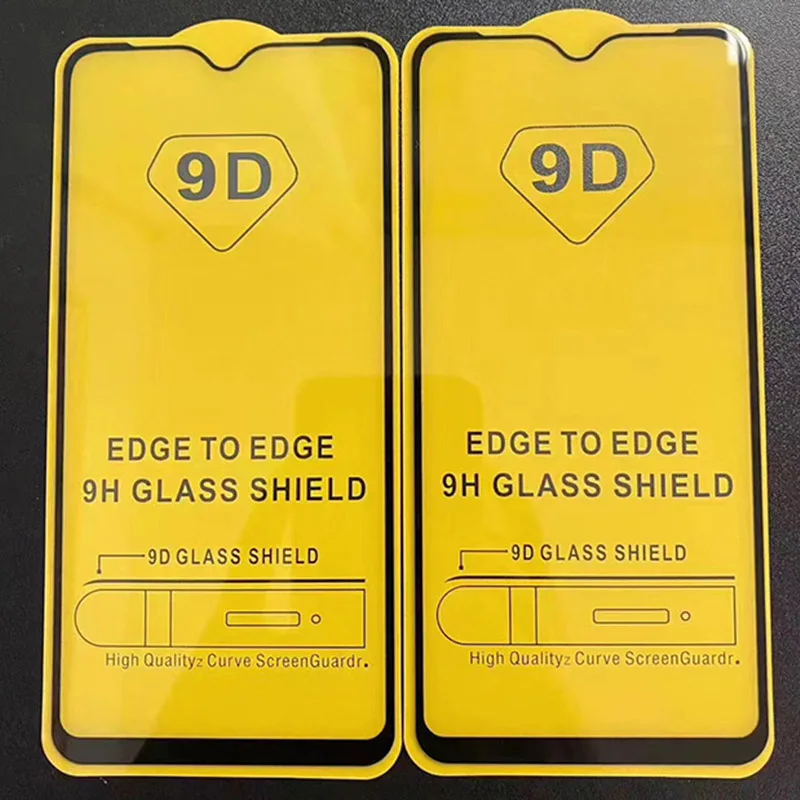 9D
EDGE TO EDGE
9H GLASS SHIELD
9D GLASS SHIELD
High Qualityz Curve ScreenGuardr.
9D
EDGE TO EDGE
9H GLASS SHIELD
9D GLASS SHIELD
High Qualityz Curve ScreenGuardr.